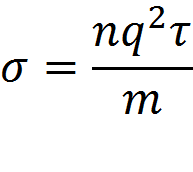 σ = nq²τ / m